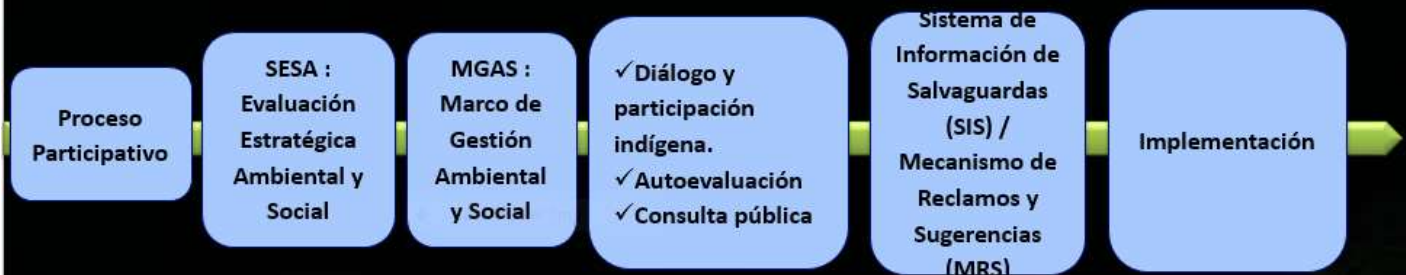 Proceso
Participativo
SESA :
Evaluación
Estratégica
Ambiental y
Social
MGAS :
Marco de
Gestión
Ambiental
y Social
✓Diálogo y
participación
indígena.
✓Autoevaluación
✓Consulta pública
Sistema de
Información de
Salvaguardas
(SIS) /
Mecanismo de
Reclamos y
Sugerencias
(MRS)
Implementación